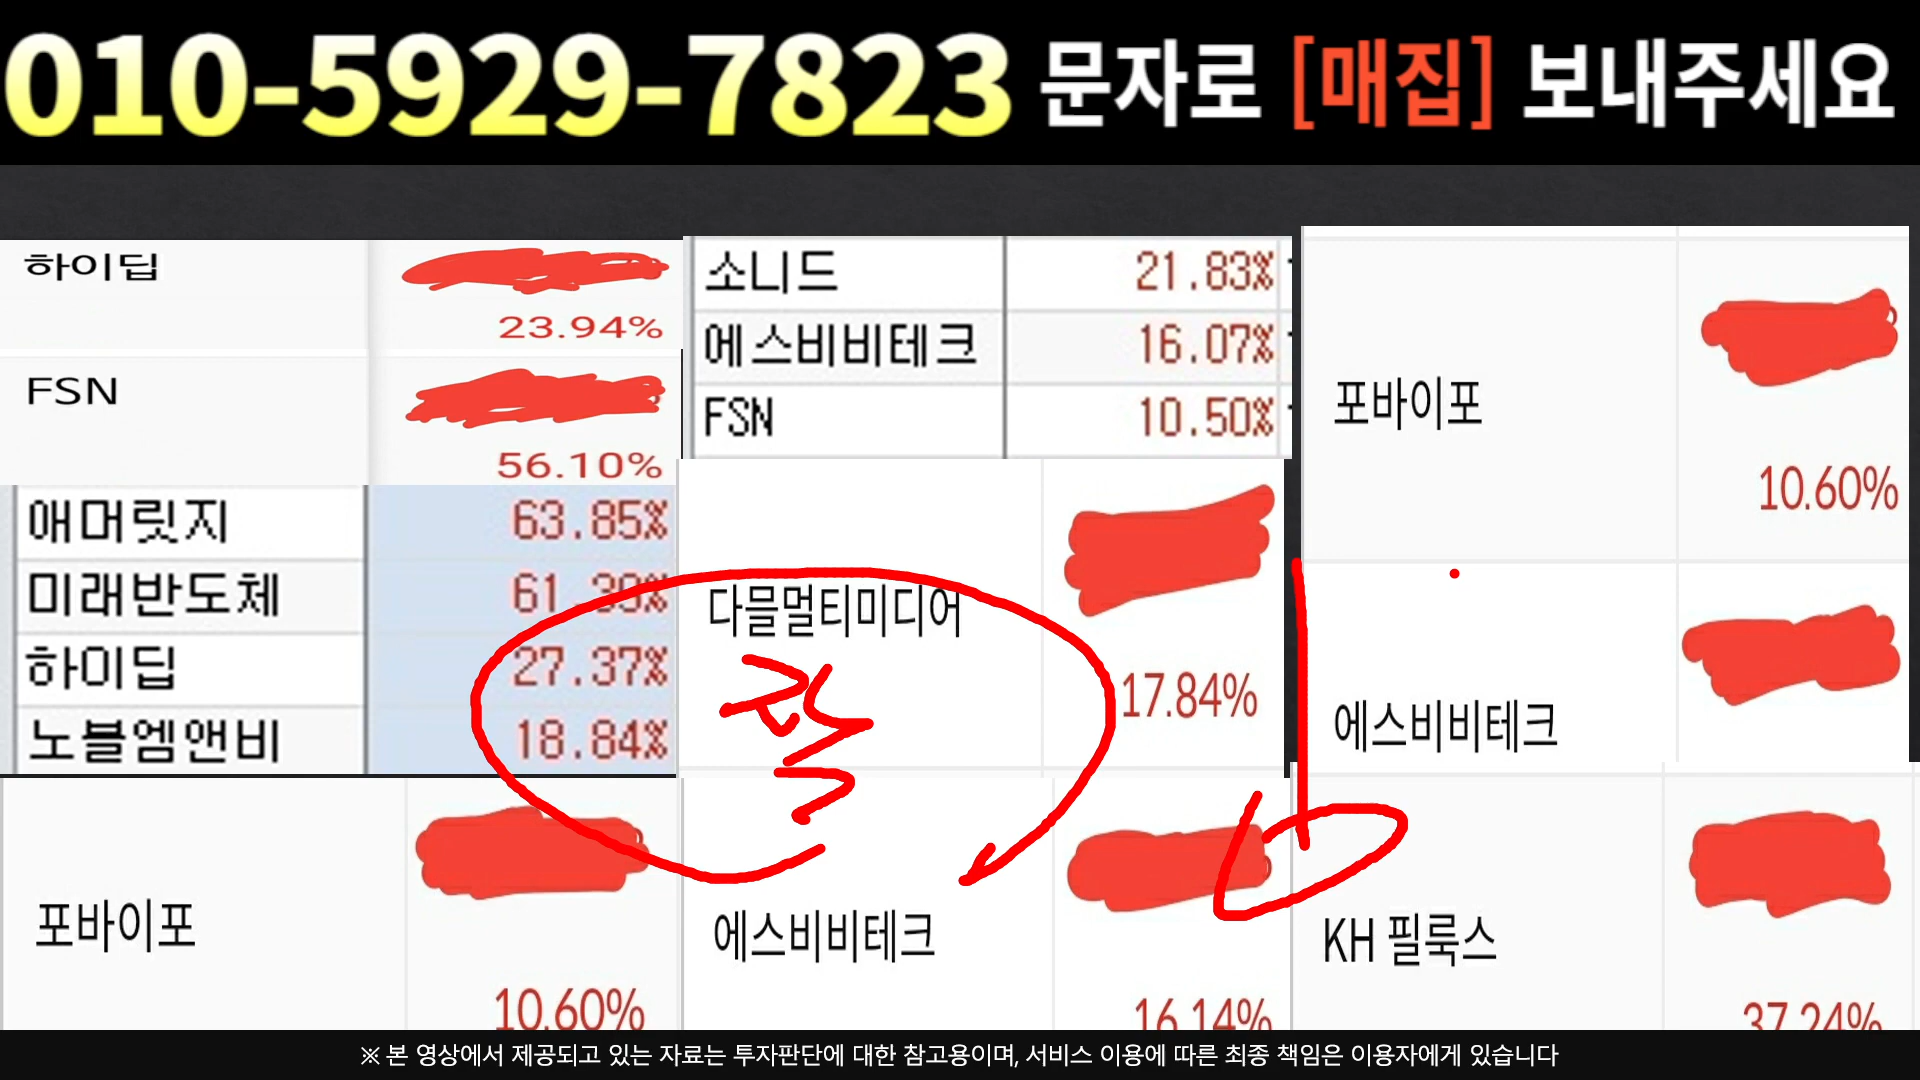 010-5929-7823 문자로 [매집] 보내주세요
하이딥
23.94%
FSN
56.10%
소니드 21.83%
에스비비테크 16.07%
FSN 10.50%
포바이포
10.60%
애머릿지 63.85%
미래반도체 61.39%
하이딥 27.37%
노블엠앤비 18.84%
다믈멀티미디어
17.84%
에스비비테크
포바이포
10.60%
에스비비테크
16.14%
KH 필룩스
37.24%
※ 본 영상에서 제공되고 있는 자료는 투자판단에 대한 참고용이며, 서비스 이용에 따른 최종 책임은 이용자에게 있습니다